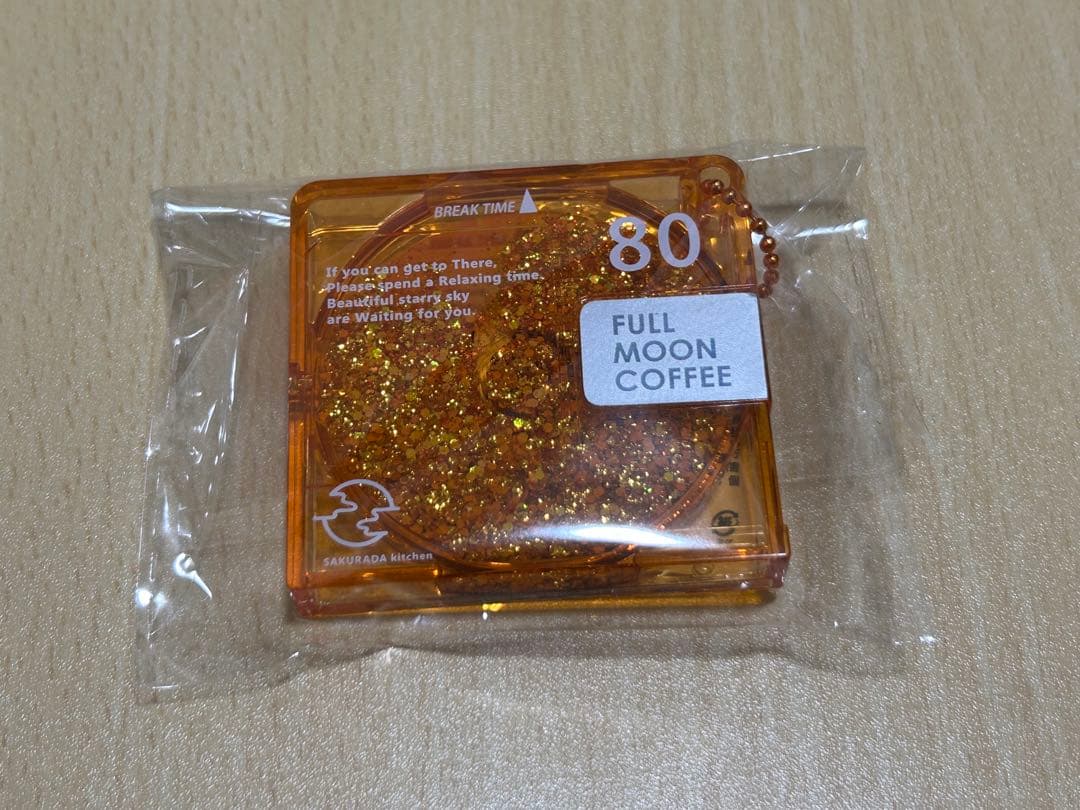 BREAK TIME
80
If you can get to There,
Please spend a Relaxing time.
Beautiful starry sky
are Waiting for you.
FULL
MOON
COFFEE
SAKURADA kitchen